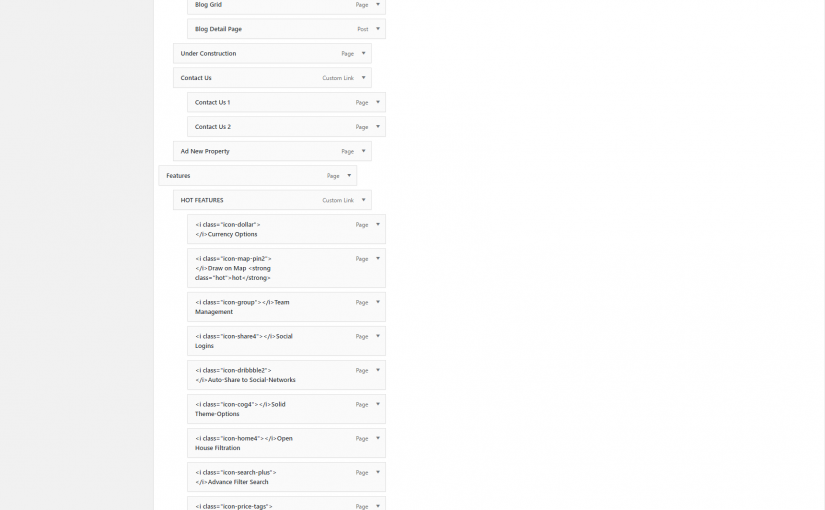 Blog Grid Page
Blog Detail Page Post
Under Construction Page
Contact Us Custom Link
Contact Us 1 Page
Contact Us 2 Page
Ad New Property Page
Features Page
HOT FEATURES Custom Link
<i class="icon-dollar"> Page
</i>Currency Options
<i class="icon-map-pin2"> Page
</i>Draw on Map <strong
class="hot">hot</strong>
<i class="icon-group"></i>Team Page
Management
<i class="icon-share4"></i>Social Page
Logins
<i class="icon-dribbble2"> Page
</i>Auto-Share to Social-Networks
<i class="icon-cog4"></i>Solid Page
Theme-Options
<i class="icon-home4"></i>Open Page
House Filtration
<i class="icon-search-plus"> Page
</i>Advance Filter Search
<i class="icon-price-tags"> Page